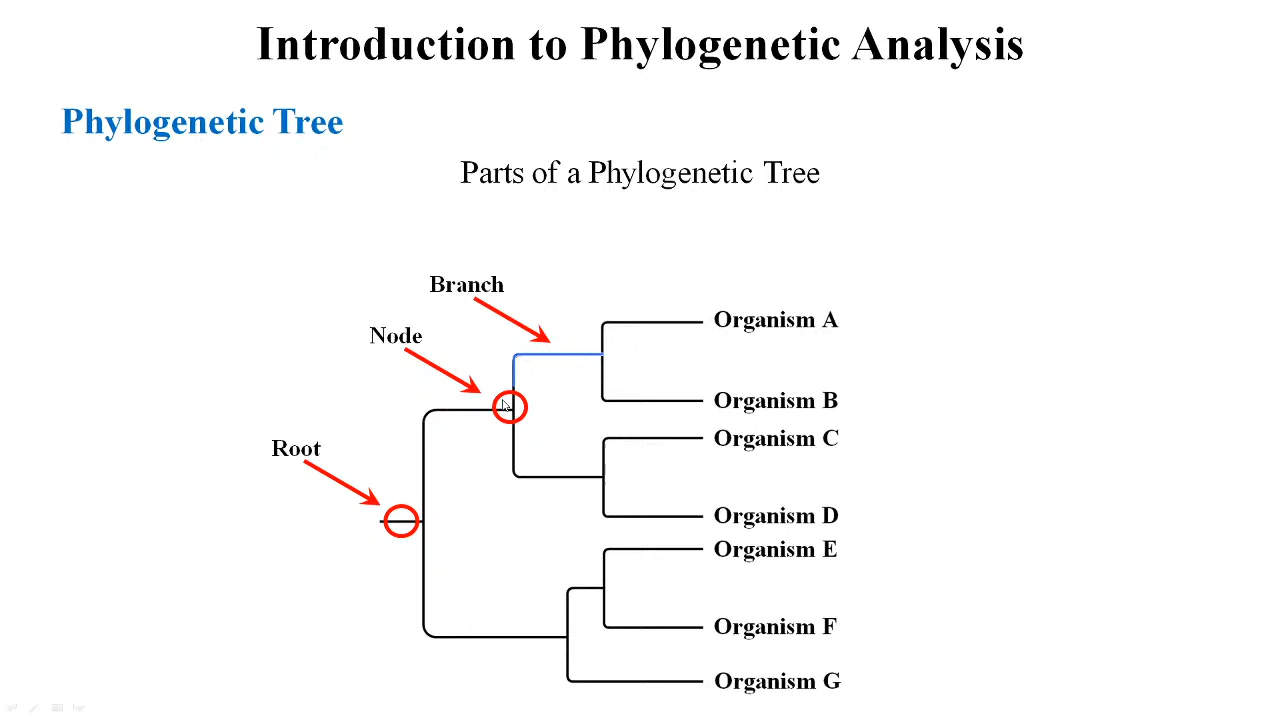 Introduction to Phylogenetic Analysis
Phylogenetic Tree
Parts of a Phylogenetic Tree
Branch
Node
Root
Organism A
Organism B
Organism C
Organism D
Organism E
Organism F
Organism G